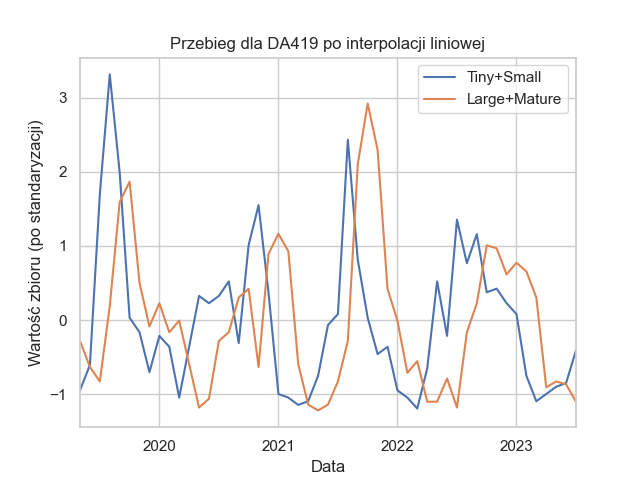 Przebieg dla DA419 po interpolacji liniowej
Tiny+Small
Large+Mature
Wartość zbioru (po standaryzacji)
3
2
1
0
−1
2020
2021
2022
2023
Data